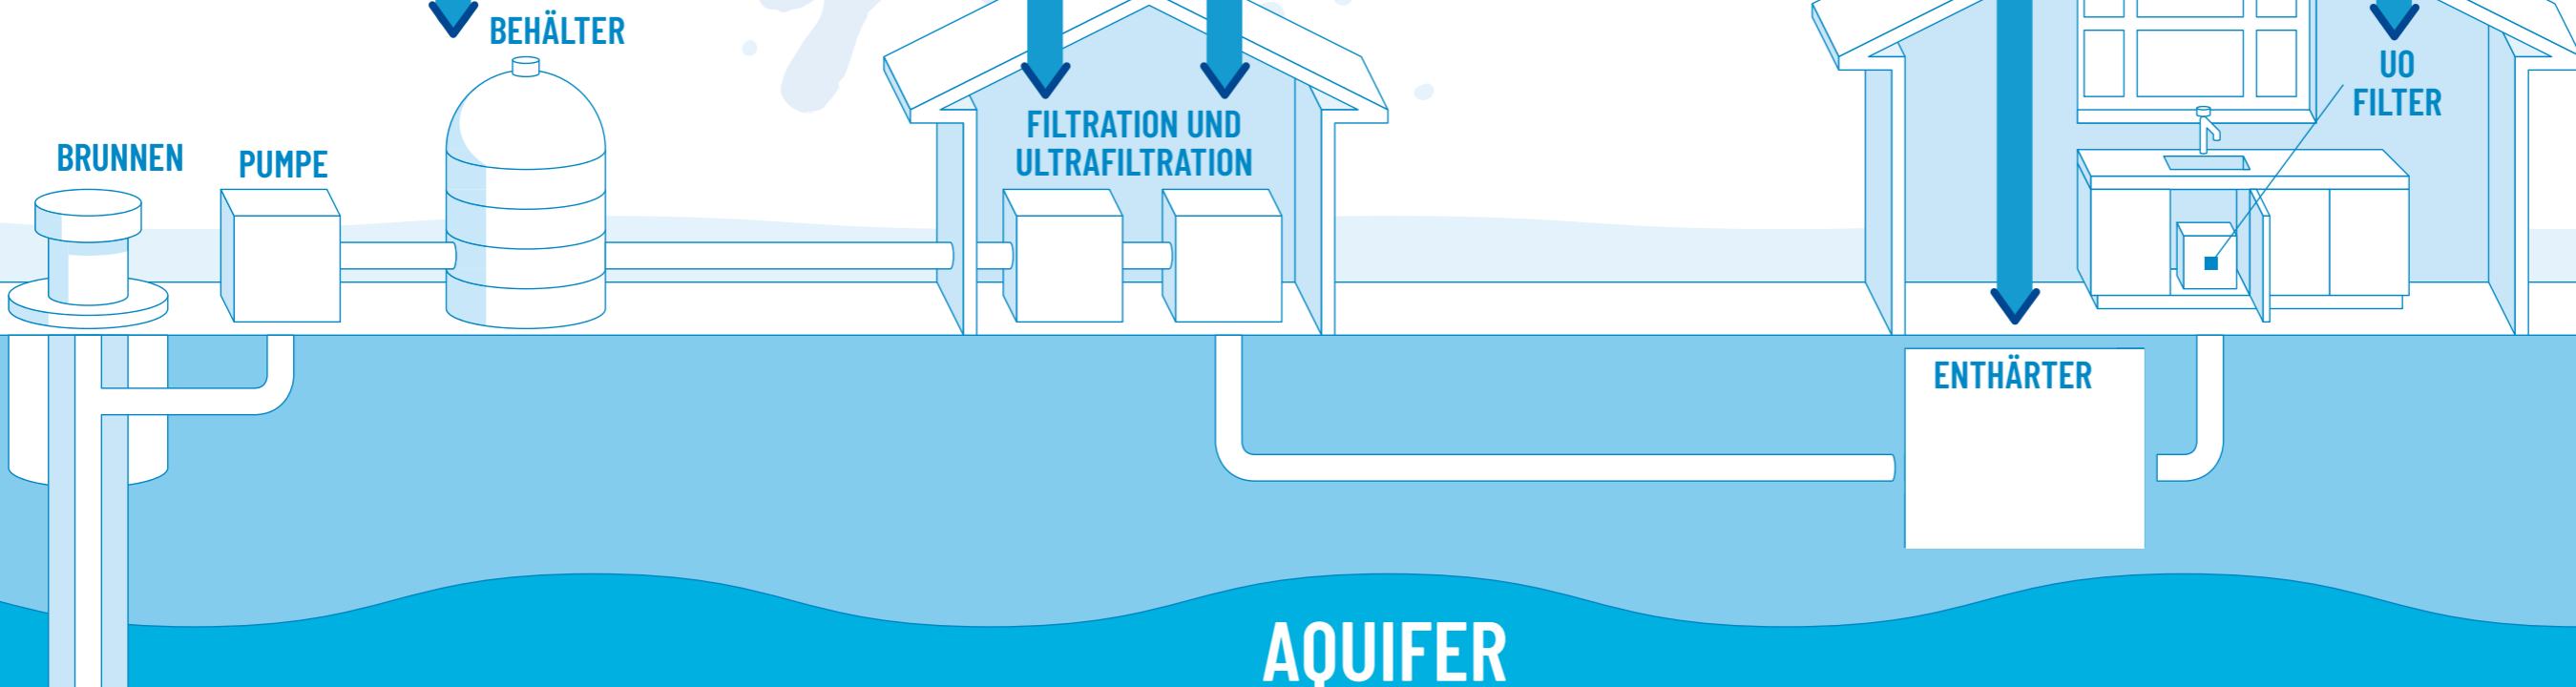 BEHÄLTER
BRUNNEN
PUMPE
FILTRATION UND
ULTRAFILTRATION
UO
FILTER
ENTHÄRTER
AQUIFER